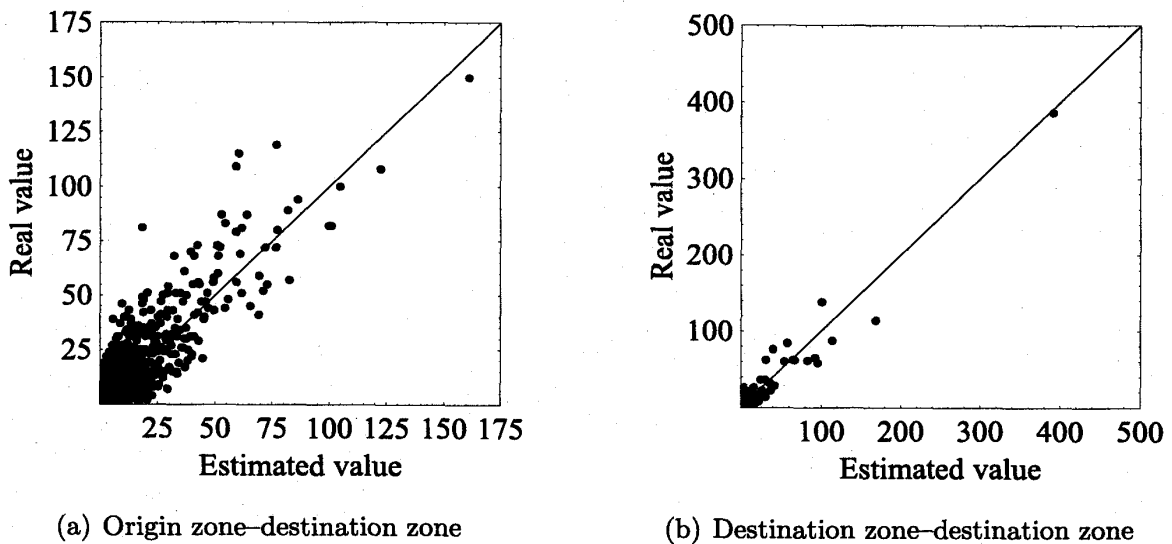 175
150
125
100
75
50
25
Real value
25 50 75 100 125 150 175
Estimated value
(a) Origin zone–destination zone
500
400
300
200
100
Real value
100 200 300 400 500
Estimated value
(b) Destination zone–destination zone